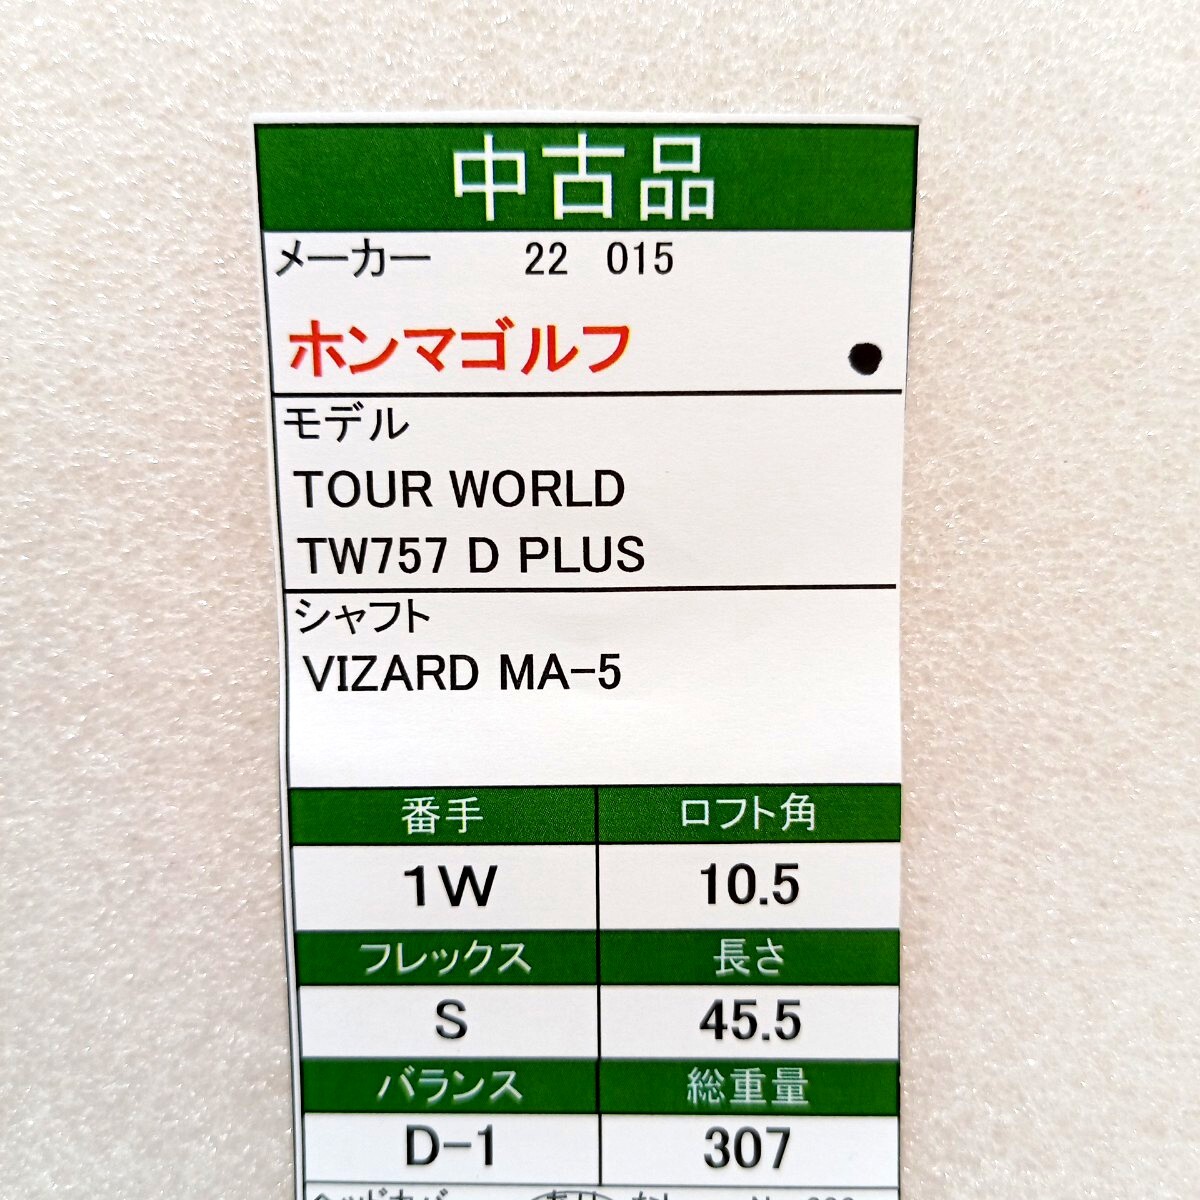 中古品
メーカー 22 015
ホンマゴルフ
モデル
TOUR WORLD
TW757 D PLUS
シャフト
VIZARD MA-5
番手 ロフト角
1W 10.5
フレックス 長さ
S 45.5
バランス 総重量
D-1 307